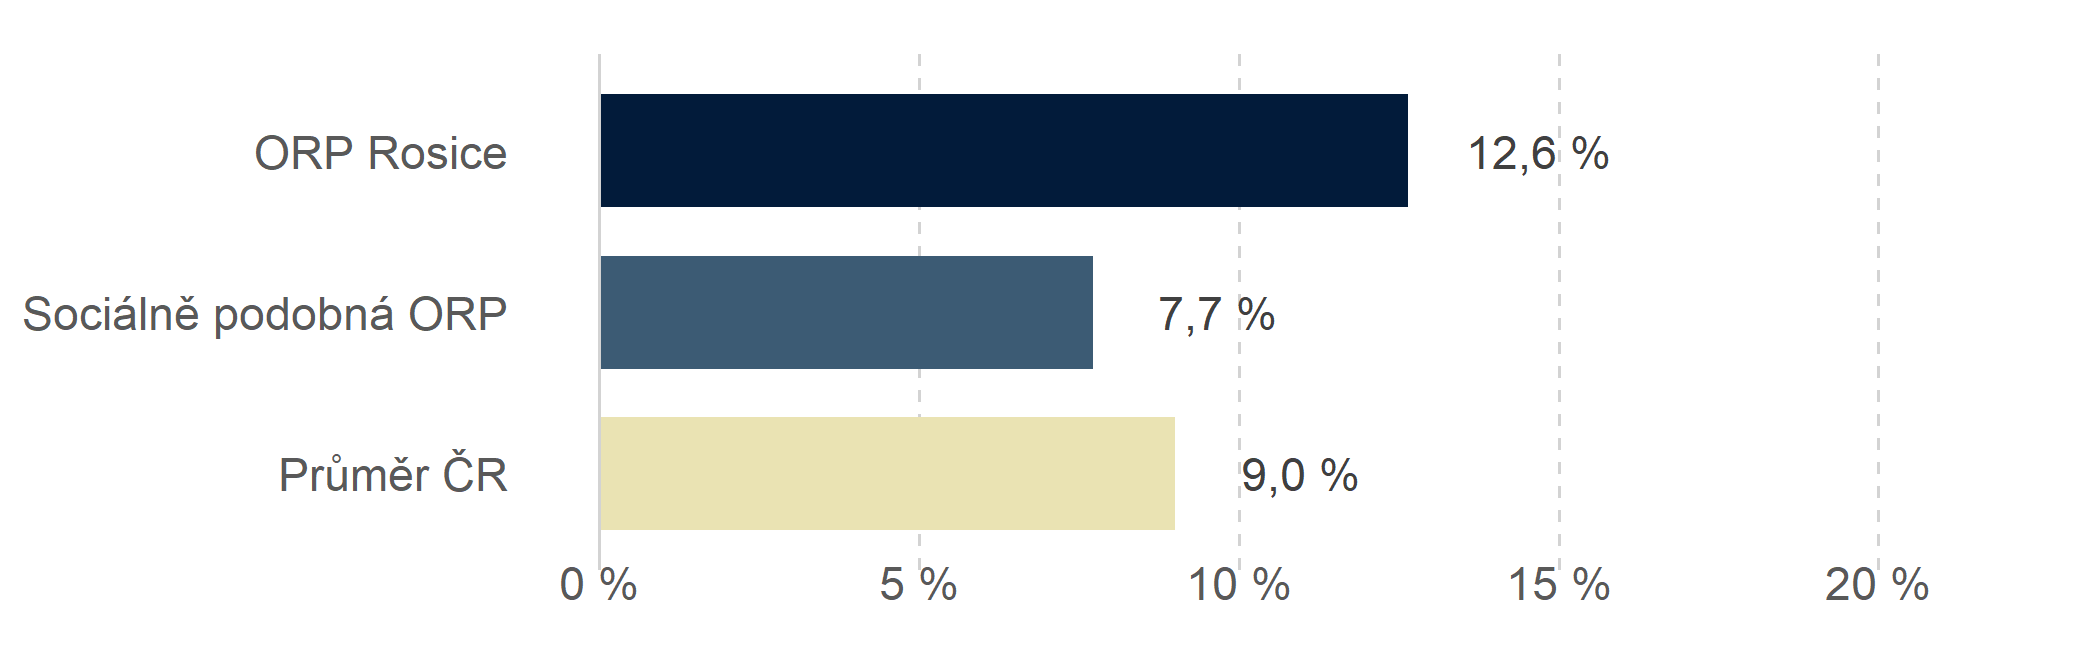 ORP Rosice
12,6 %
Sociálně podobná ORP
7,7 %
Průměr ČR
9,0 %
0 %
5 %
10 %
15 %
20 %